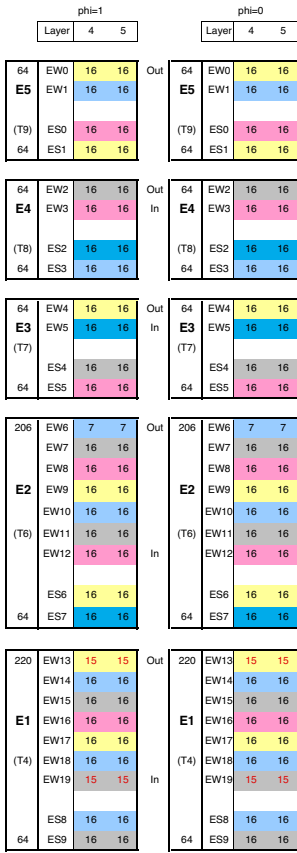 phi=1 phi=0
Layer 4 5 Layer 4 5
64 EW0 16 16 Out 64 EW0 16 16
E5 EW1 16 16 E5 EW1 16 16
(T9) ES0 16 16 (T9) ES0 16 16
64 ES1 16 16 64 ES1 16 16
64 EW2 16 16 Out 64 EW2 16 16
E4 EW3 16 16 In E4 EW3 16 16
(T8) ES2 16 16 (T8) ES2 16 16
64 ES3 16 16 64 ES3 16 16
64 EW4 16 16 Out 64 EW4 16 16
E3 EW5 16 16 In E3 EW5 16 16
(T7) (T7)
ES4 16 16 ES4 16 16
64 ES5 16 16 64 ES5 16 16
206 EW6 7 7 Out 206 EW6 7 7
EW7 16 16 EW7 16 16
EW8 16 16 EW8 16 16
E2 EW9 16 16 E2 EW9 16 16
EW10 16 16 EW10 16 16
(T6) EW11 16 16 (T6) EW11 16 16
EW12 16 16 In EW12 16 16
ES6 16 16 ES6 16 16
64 ES7 16 16 64 ES7 16 16
220 EW13 15 15 Out 220 EW13 15 15
EW14 16 16 EW14 16 16
EW15 16 16 EW15 16 16
E1 EW16 16 16 E1 EW16 16 16
EW17 16 16 EW17 16 16
(T4) EW18 16 16 (T4) EW18 16 16
EW19 15 15 In EW19 15 15
ES8 16 16 ES8 16 16
64 ES9 16 16 64 ES9 16 16